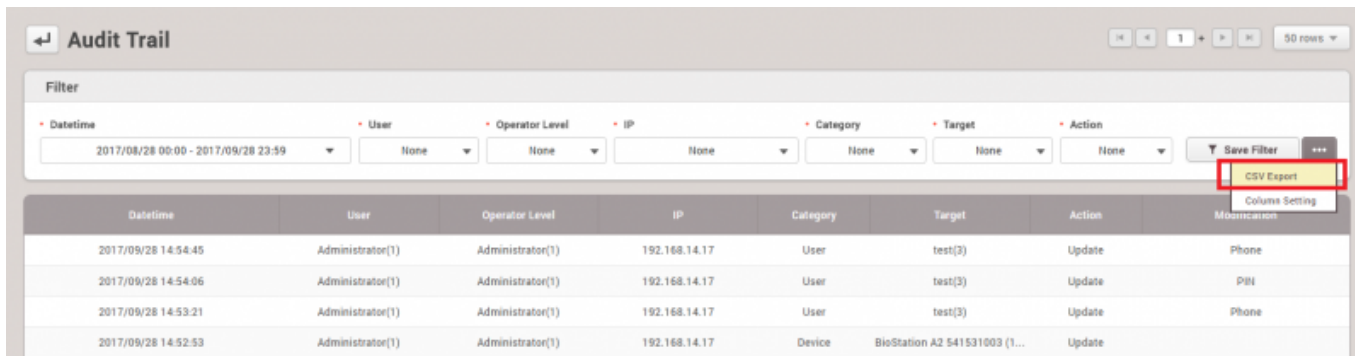 Audit Trail
1 + 50 rows
Filter
Datetime User Operator Level IP Category Target Action
2017/08/28 00:00 - 2017/09/28 23:59 None None None None None None Save Filter ...
CSV Export
Column Setting
Datetime User Operator Level IP Category Target Action Modification
2017/09/28 14:54:45 Administrator(1) Administrator(1) 192.168.14.17 User test(3) Update Phone
2017/09/28 14:54:06 Administrator(1) Administrator(1) 192.168.14.17 User test(3) Update PIN
2017/09/28 14:53:21 Administrator(1) Administrator(1) 192.168.14.17 User test(3) Update Phone
2017/09/28 14:52:53 Administrator(1) Administrator(1) 192.168.14.17 Device BioStation A2 541531003 (1... Update